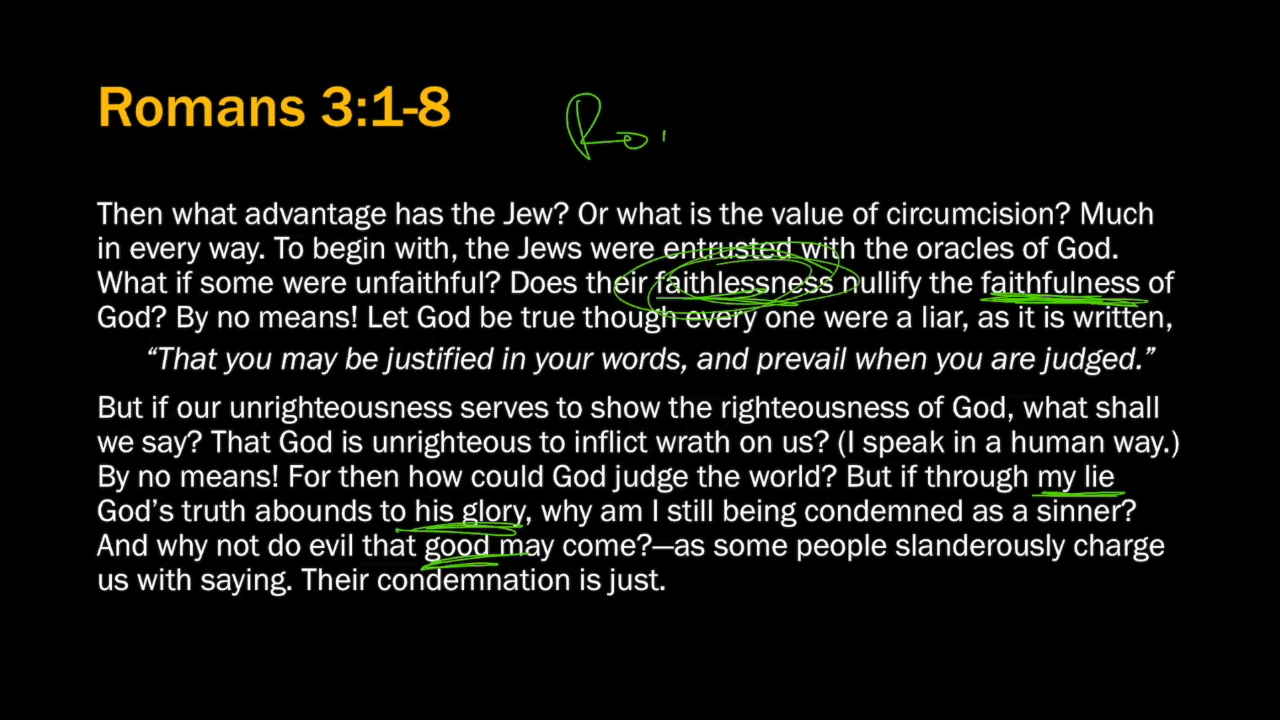 Romans 3:1-8
Ro
Then what advantage has the Jew? Or what is the value of circumcision? Much
in every way. To begin with, the Jews were entrusted with the oracles of God.
What if some were unfaithful? Does their faithlessness nullify the faithfulness of
God? By no means! Let God be true though every one were a liar, as it is written,
“That you may be justified in your words, and prevail when you are judged.”
But if our unrighteousness serves to show the righteousness of God, what shall
we say? That God is unrighteous to inflict wrath on us? (I speak in a human way.)
By no means! For then how could God judge the world? But if through my lie
God’s truth abounds to his glory, why am I still being condemned as a sinner?
And why not do evil that good may come?—as some people slanderously charge
us with saying. Their condemnation is just.